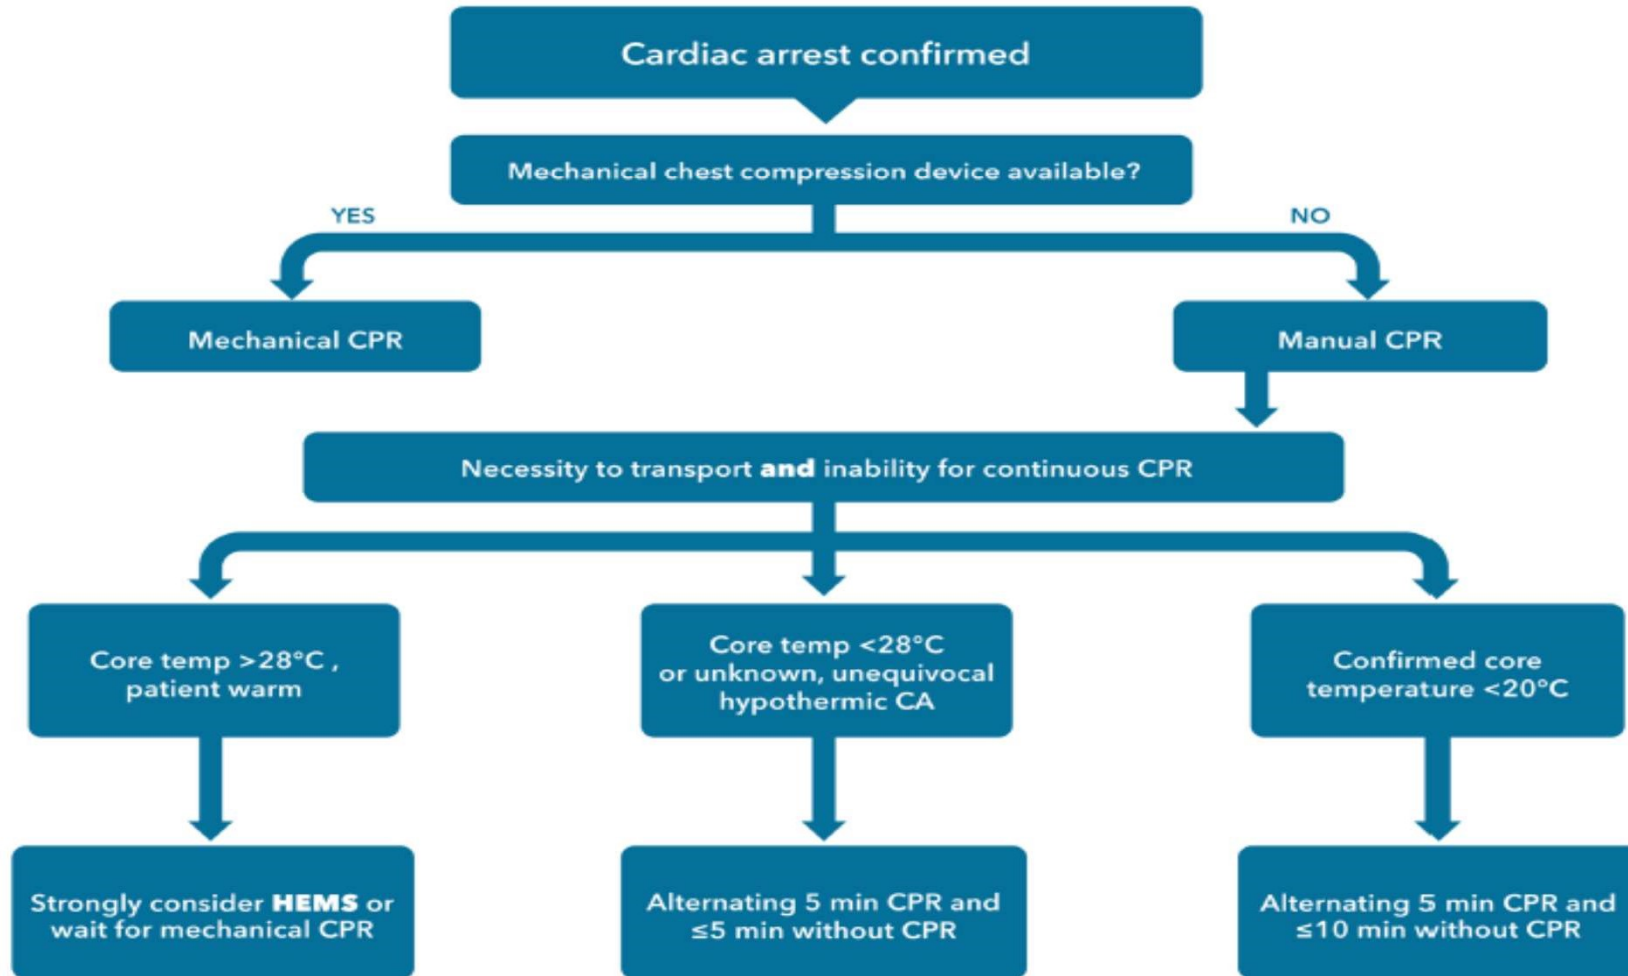 Cardiac arrest confirmed
Mechanical chest compression device available?
YES
NO
Mechanical CPR
Manual CPR
Necessity to transport and inability for continuous CPR
Core temp >28°C ,
patient warm
Core temp <28°C
or unknown, unequivocal
hypothermic CA
Confirmed core
temperature <20°C
Strongly consider HEMS or
wait for mechanical CPR
Alternating 5 min CPR and
≤5 min without CPR
Alternating 5 min CPR and
≤10 min without CPR